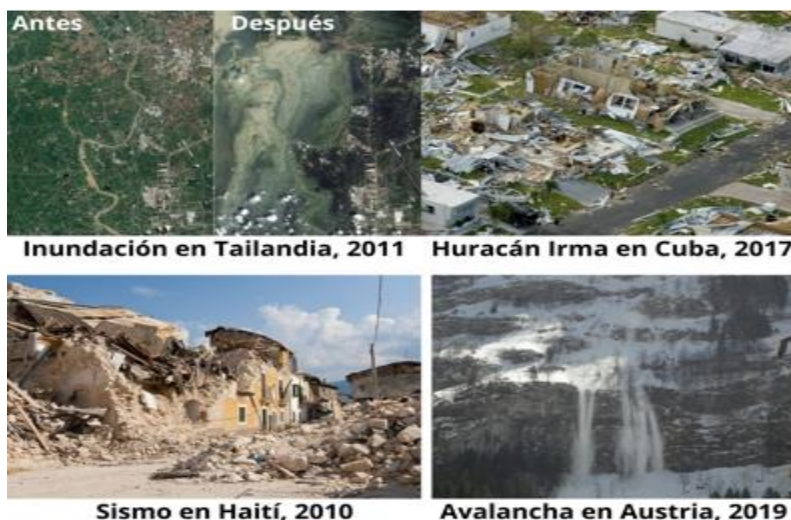 Antes
Después
Inundación en Tailandia, 2011
Huracán Irma en Cuba, 2017
Sismo en Haití, 2010
Avalancha en Austria, 2019